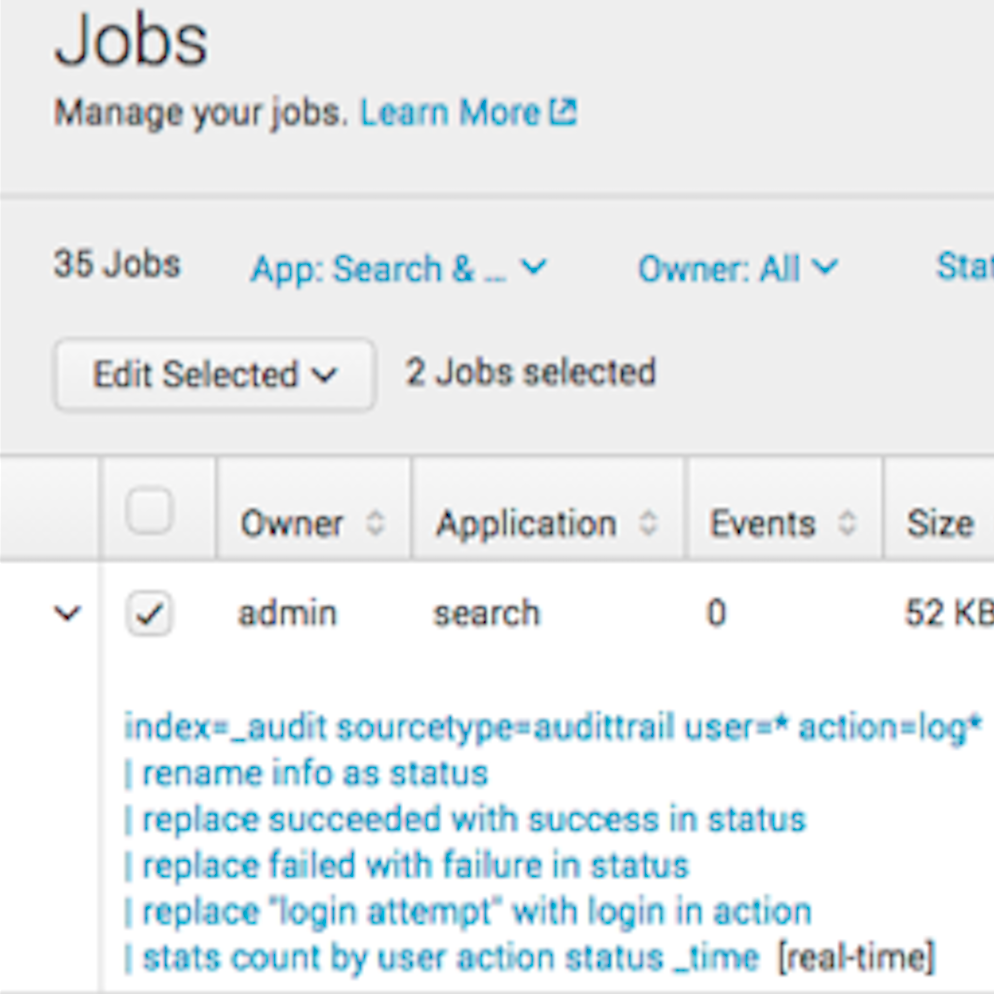 Jobs
Manage your jobs. Learn More
35 Jobs App: Search & ... Owner: All Stat
Edit Selected 2 Jobs selected
Owner Application Events Size
admin search 0 52 KB
index=_audit sourcetype=audittrail user=* action=log*
| rename info as status
| replace succeeded with success in status
| replace failed with failure in status
| replace "login attempt" with login in action
| stats count by user action status _time [real-time]